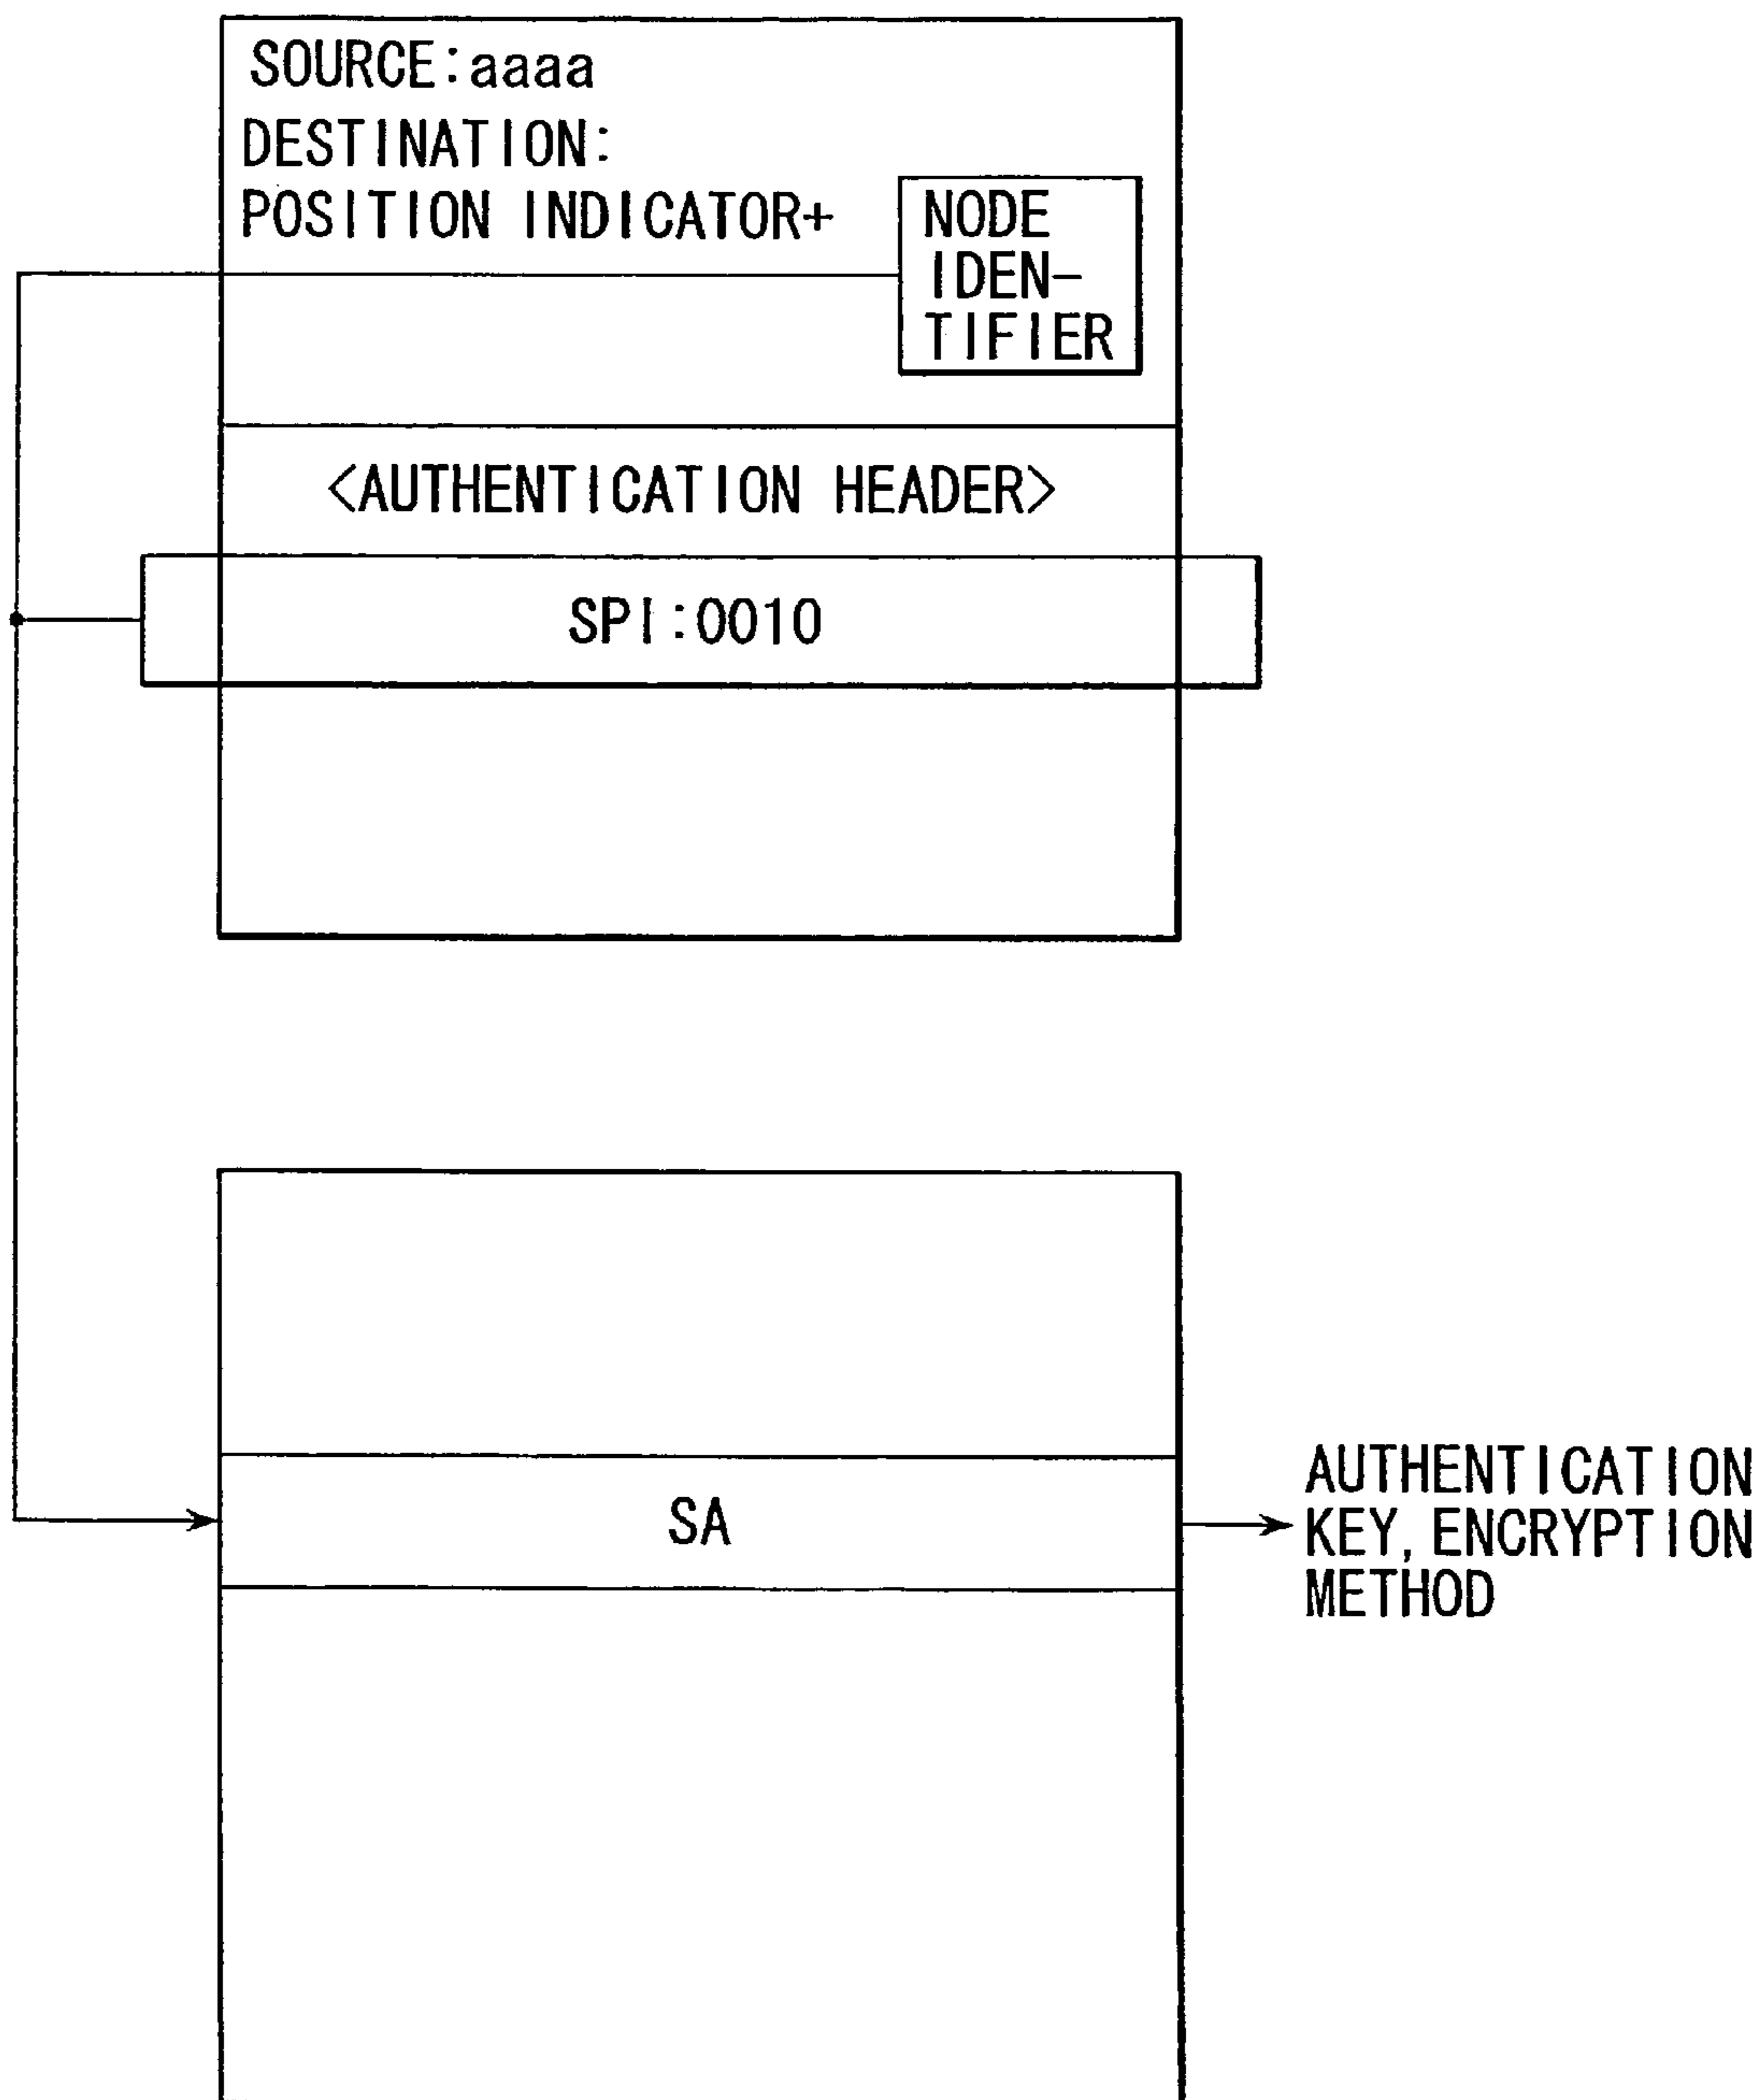 SOURCE:aaaa
DESTINATION:
POSITION INDICATOR+
NODE
IDEN-
TIFIER
<AUTHENTICATION HEADER>
SPI:0010
SA
AUTHENTICATION
KEY, ENCRYPTION
METHOD